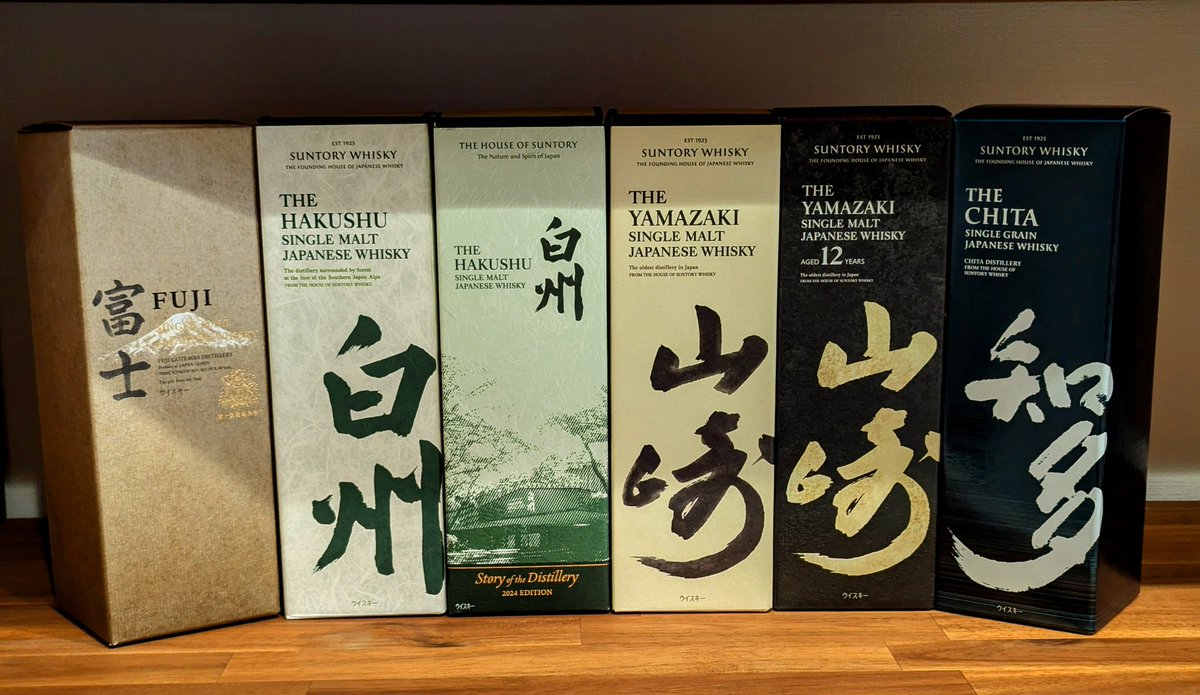 富士
FUJI
FUJI GOTEMBA DISTILLERY
ウイスキー
EST 1923
SUNTORY WHISKY
THE FOUNDING HOUSE OF JAPANESE WHISKY
THE
HAKUSHU
SINGLE MALT
JAPANESE WHISKY
The distillery surrounded by forest
at the foot of the Southern Japan Alps
FROM THE HOUSE OF SUNTORY WHISKY
白州
ウイスキー
THE HOUSE OF SUNTORY
The Nature and Spirit of Japan
白州
THE
HAKUSHU
SINGLE MALT
JAPANESE WHISKY
Story of the Distillery
2024 EDITION
ウイスキー
EST 1923
SUNTORY WHISKY
THE FOUNDING HOUSE OF JAPANESE WHISKY
THE
YAMAZAKI
SINGLE MALT
JAPANESE WHISKY
The oldest distillery in Japan
FROM THE HOUSE OF SUNTORY WHISKY
山崎
ウイスキー
EST 1923
SUNTORY WHISKY
THE FOUNDING HOUSE OF JAPANESE WHISKY
THE
YAMAZAKI
SINGLE MALT
JAPANESE WHISKY
AGED 12 YEARS
The oldest distillery in Japan
FROM THE HOUSE OF SUNTORY WHISKY
山崎
ウイスキー
EST 1923
SUNTORY WHISKY
THE FOUNDING HOUSE OF JAPANESE WHISKY
THE
CHITA
SINGLE GRAIN
JAPANESE WHISKY
CHITA DISTILLERY
FROM THE HOUSE OF
SUNTORY WHISKY
知多
ウイスキー